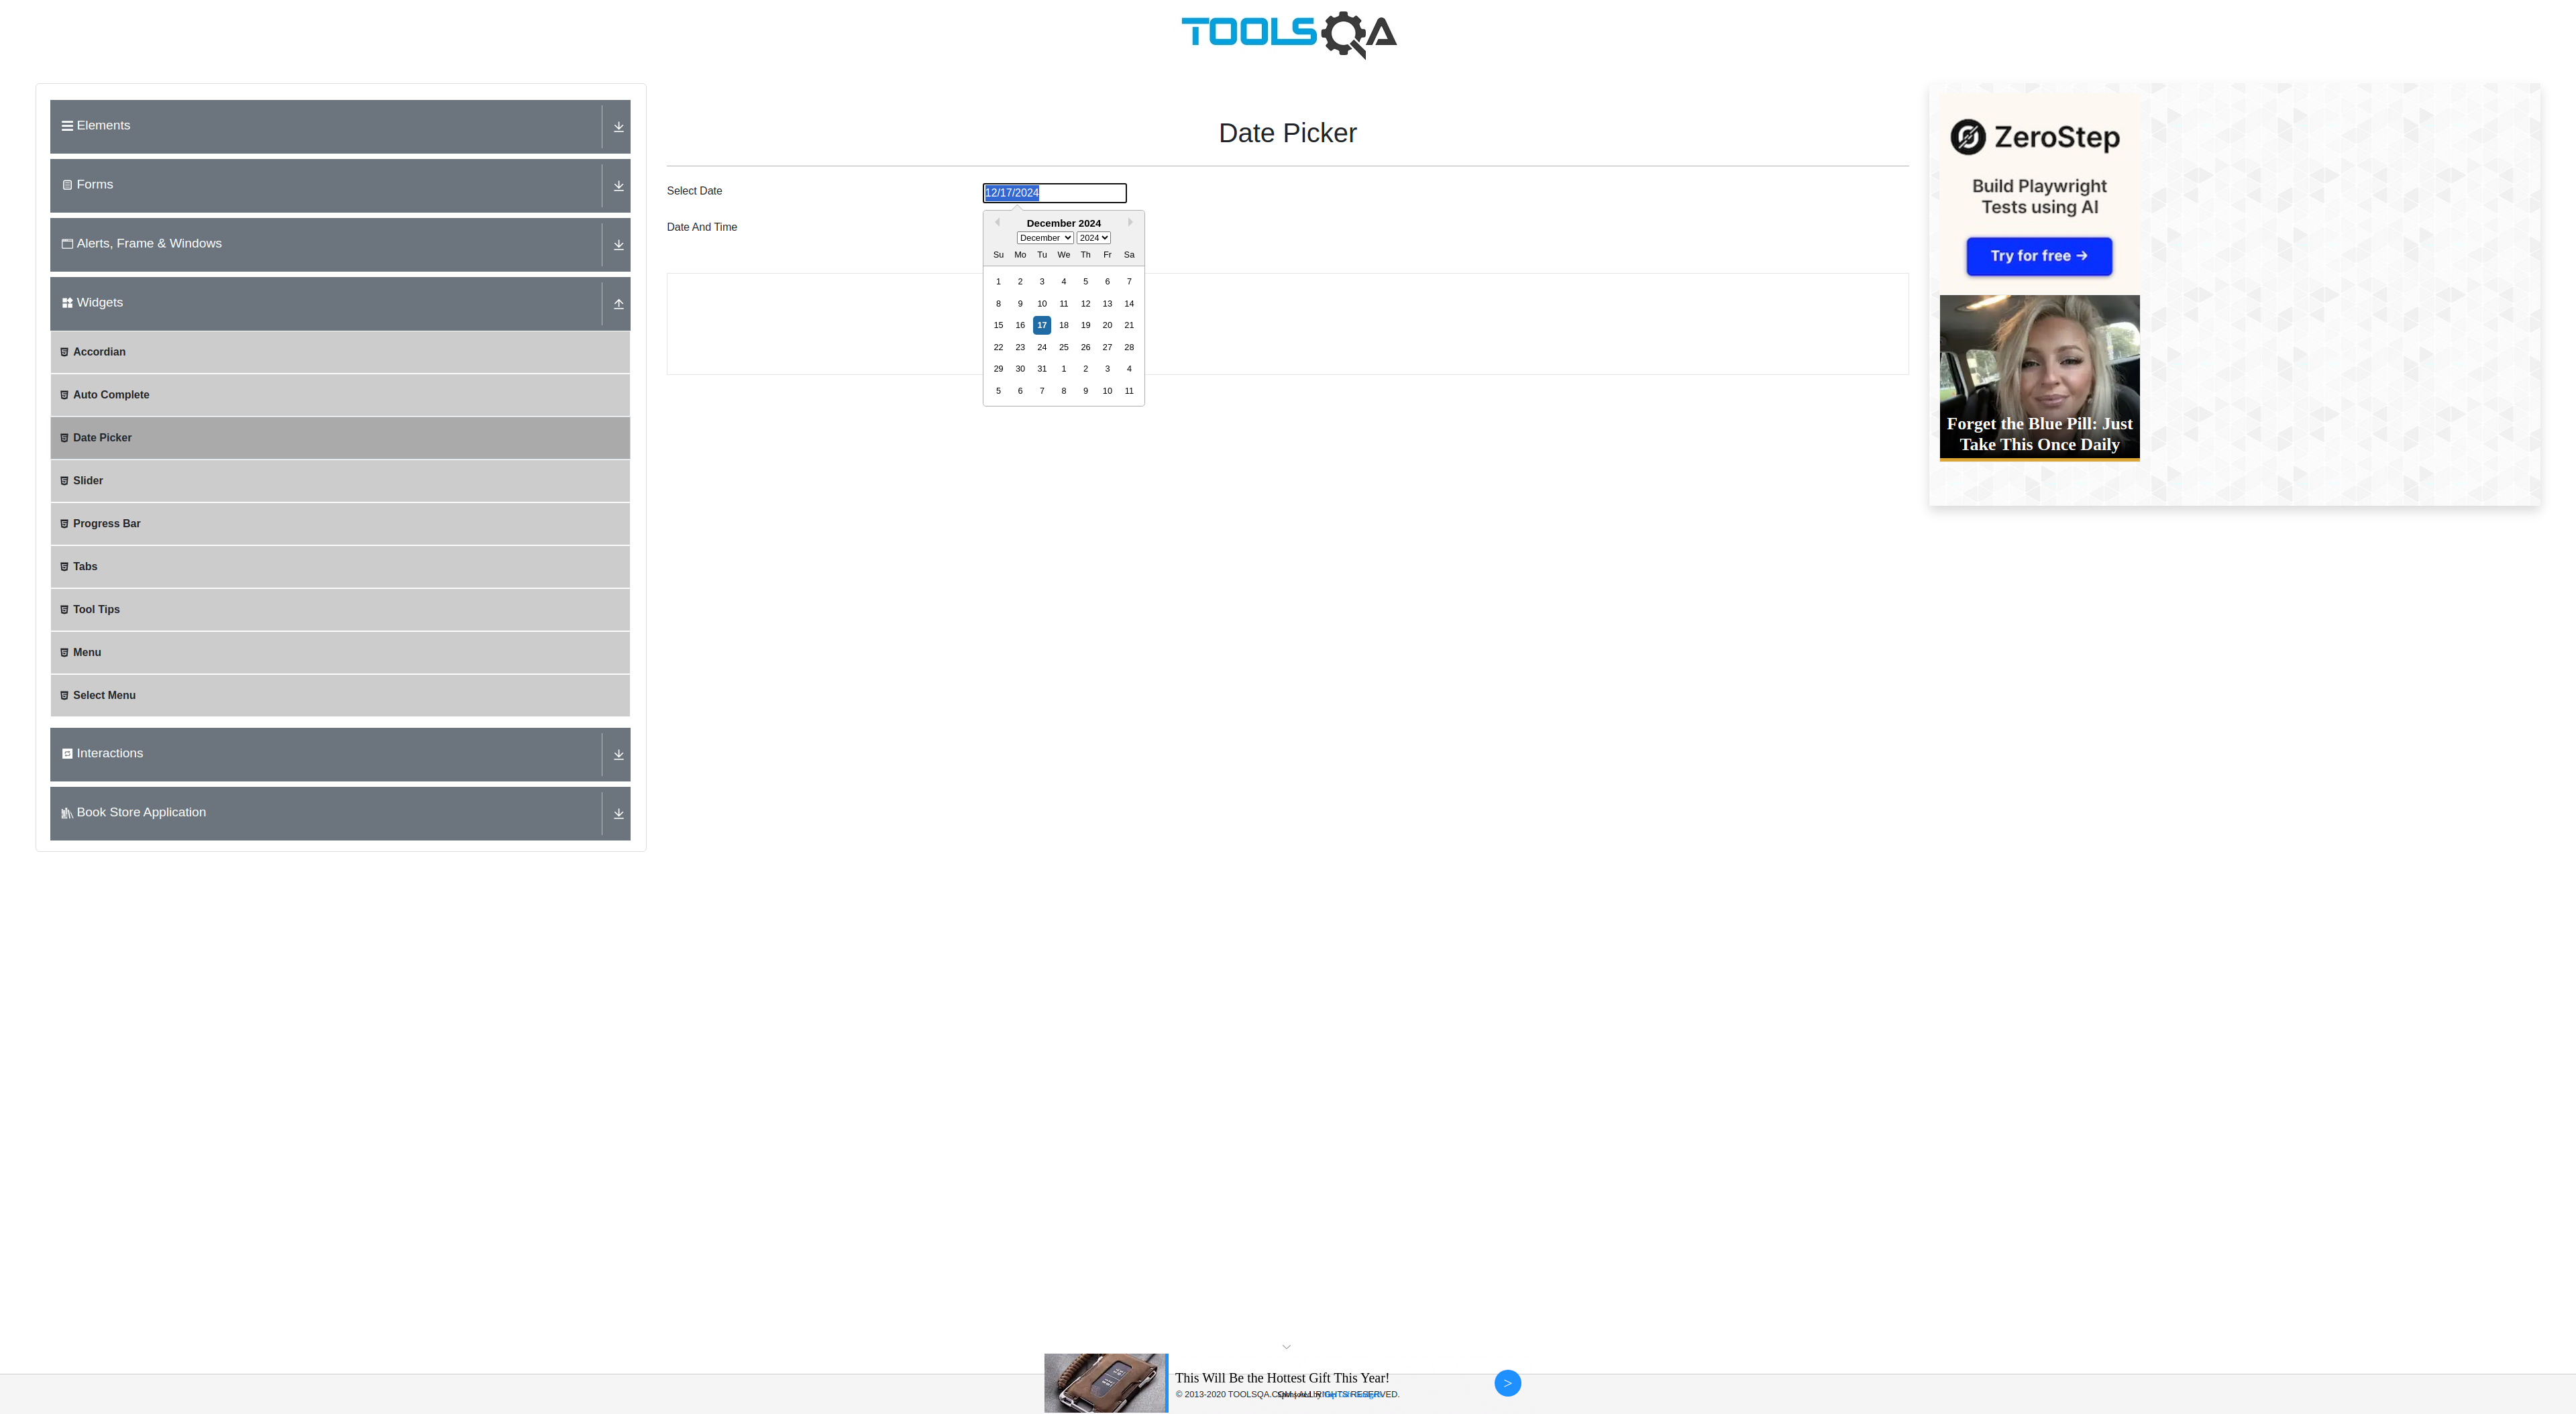 TOOLSQA
Elements
Forms
Alerts, Frame & Windows
Widgets
Accordian
Auto Complete
Date Picker
Slider
Progress Bar
Tabs
Tool Tips
Menu
Select Menu
Interactions
Book Store Application
Date Picker
Select Date
12/17/2024
Date And Time
December 2024
December 2024
Su Mo Tu We Th Fr Sa
1 2 3 4 5 6 7
8 9 10 11 12 13 14
15 16 17 18 19 20 21
22 23 24 25 26 27 28
29 30 31 1 2 3 4
5 6 7 8 9 10 11
ZeroStep
Build Playwright
Tests using AI
Try for free →
Forget the Blue Pill: Just
Take This Once Daily
This Will Be the Hottest Gift This Year!
© 2013-2020 TOOLSQA.COM | ALL RIGHTS RESERVED.